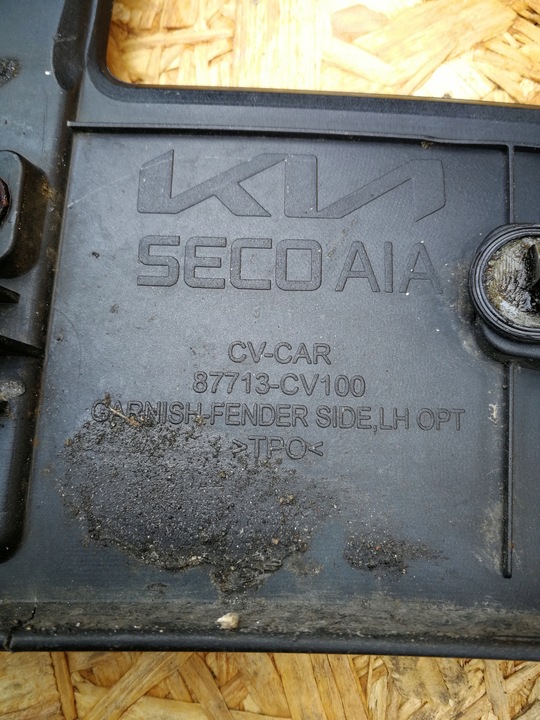 KIA
SECO AIA
CV-CAR
87713-CV100
GARNISH-FENDER SIDE,LH OPT
>TPO<